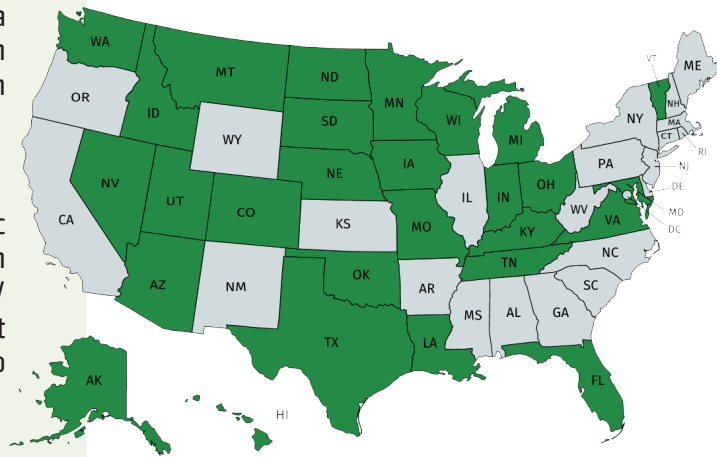 a
n
n
c
n
/
t
o
WA
MT
ND
MN
VT
ME
OR
ID
SD
WI
MI
NY
NH
MA
CT
RI
WY
NE
IA
PA
NJ
NV
UT
CO
IL
IN
OH
DE
CA
KS
MO
KY
WV
VA
MD
DC
AZ
NM
OK
AR
TN
NC
SC
TX
LA
MS
AL
GA
FL
AK
HI